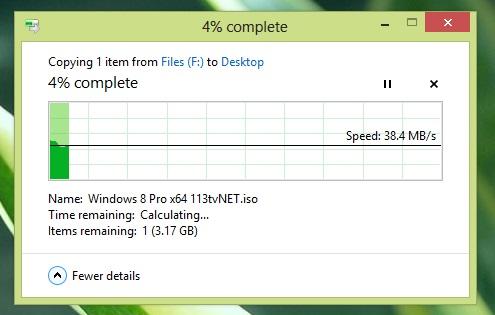 4% complete
Copying 1 item from Files (F:) to Desktop
4% complete
Speed: 38.4 MB/s
Name: Windows 8 Pro x64 113tvNET.iso
Time remaining: Calculating...
Items remaining: 1 (3.17 GB)
Fewer details